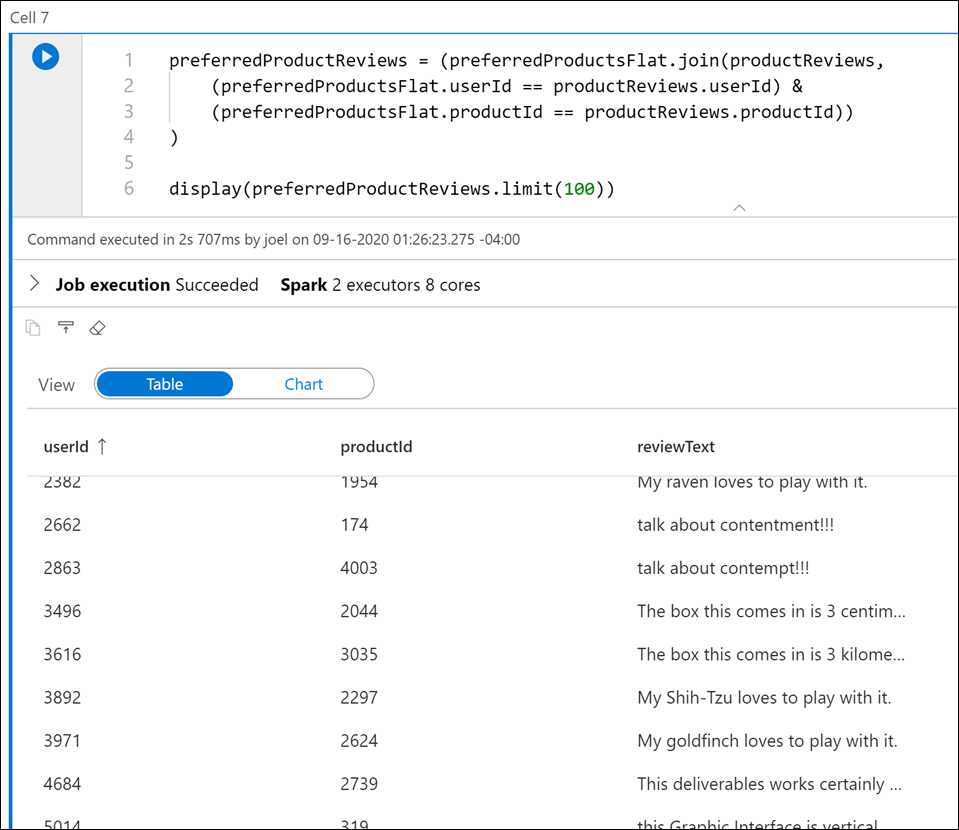 Cell 7
1 preferredProductReviews = (preferredProductsFlat.join(productReviews,
2 (preferredProductsFlat.userId == productReviews.userId) &
3 (preferredProductsFlat.productId == productReviews.productId))
4 )
5
6 display(preferredProductReviews.limit(100))
Command executed in 2s 707ms by joel on 09-16-2020 01:26:23.275 -04:00
Job execution Succeeded Spark 2 executors 8 cores
View Table Chart
userId ↑ productId reviewText
2382 1954 My raven loves to play with it.
2662 174 talk about contentment!!!
2863 4003 talk about contempt!!!
3496 2044 The box this comes in is 3 centim...
3616 3035 The box this comes in is 3 kilome...
3892 2297 My Shih-Tzu loves to play with it.
3971 2624 My goldfinch loves to play with it.
4684 2739 This deliverables works certainly ...
5014 319 this Graphic Interface is vertical